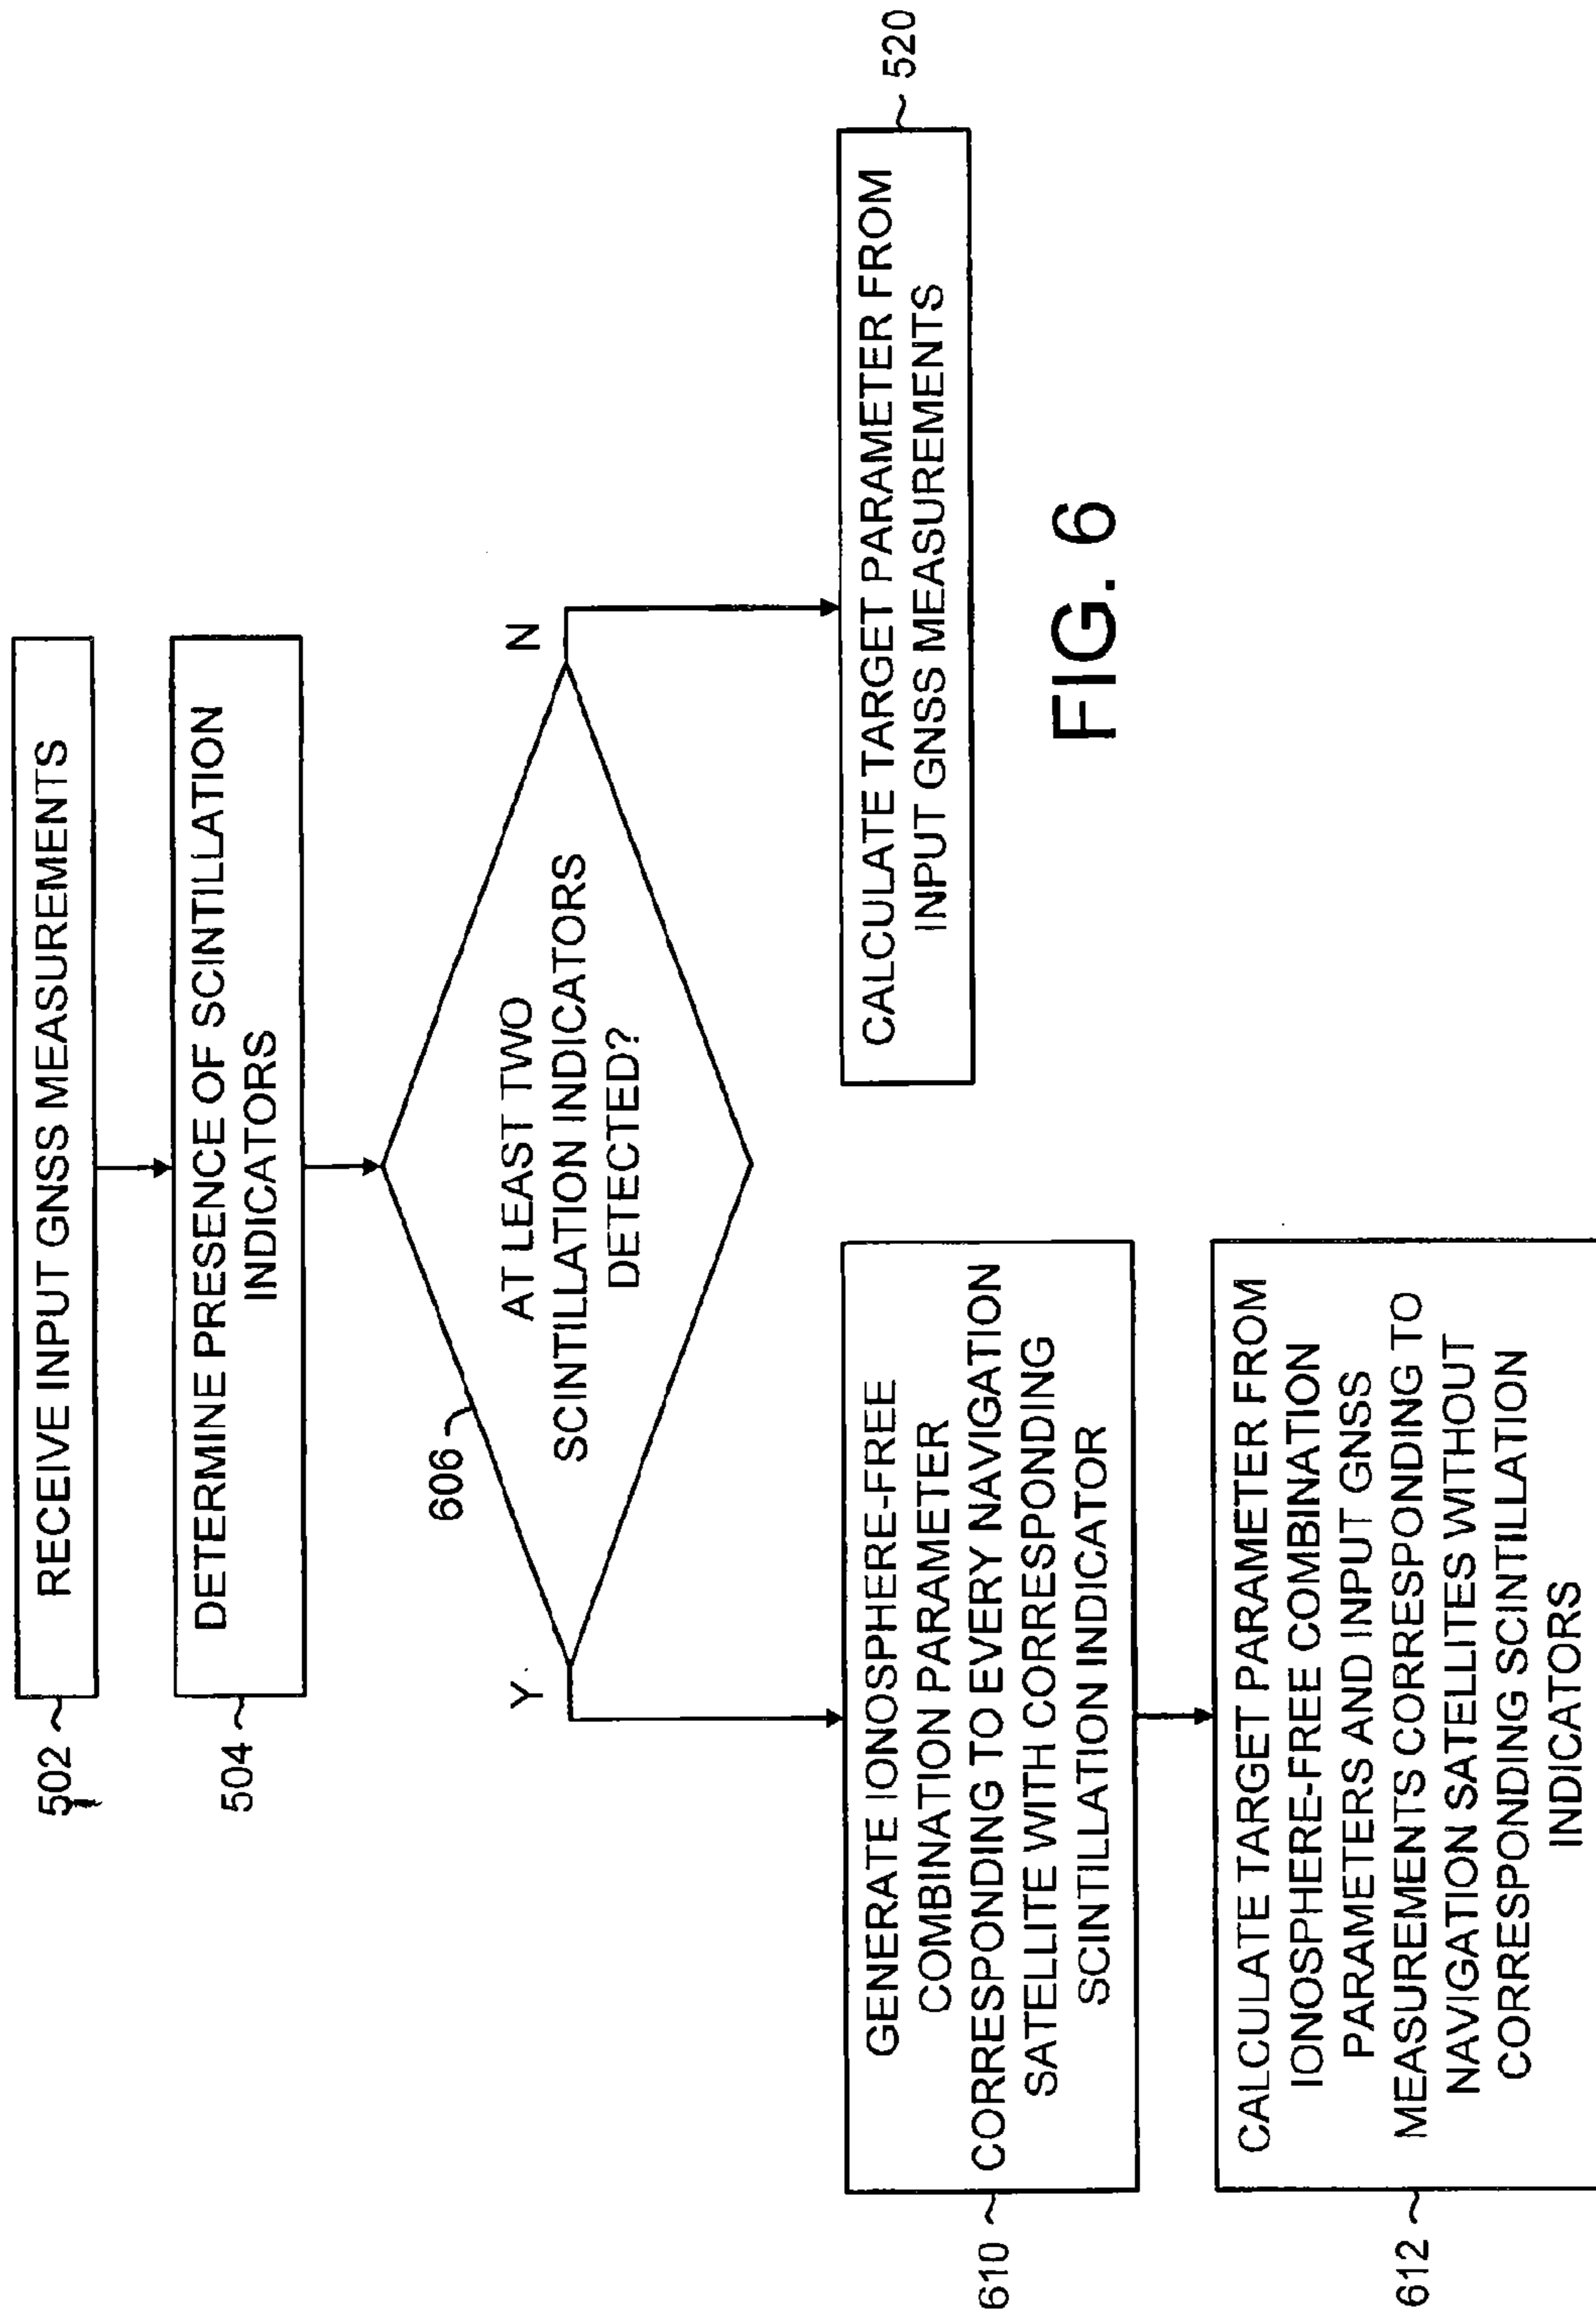 502
RECEIVE INPUT GNSS MEASUREMENTS
504
DETERMINE PRESENCE OF SCINTILLATION
INDICATORS
606
AT LEAST TWO
SCINTILLATION INDICATORS
DETECTED?
Y
N
610
GENERATE IONOSPHERE-FREE
COMBINATION PARAMETER
CORRESPONDING TO EVERY NAVIGATION
SATELLITE WITH CORRESPONDING
SCINTILLATION INDICATOR
CALCULATE TARGET PARAMETER FROM
INPUT GNSS MEASUREMENTS
520
612
CALCULATE TARGET PARAMETER FROM
IONOSPHERE-FREE COMBINATION
PARAMETERS AND INPUT GNSS
MEASUREMENTS CORRESPONDING TO
NAVIGATION SATELLITES WITHOUT
CORRESPONDING SCINTILLATION
INDICATORS
FIG. 6